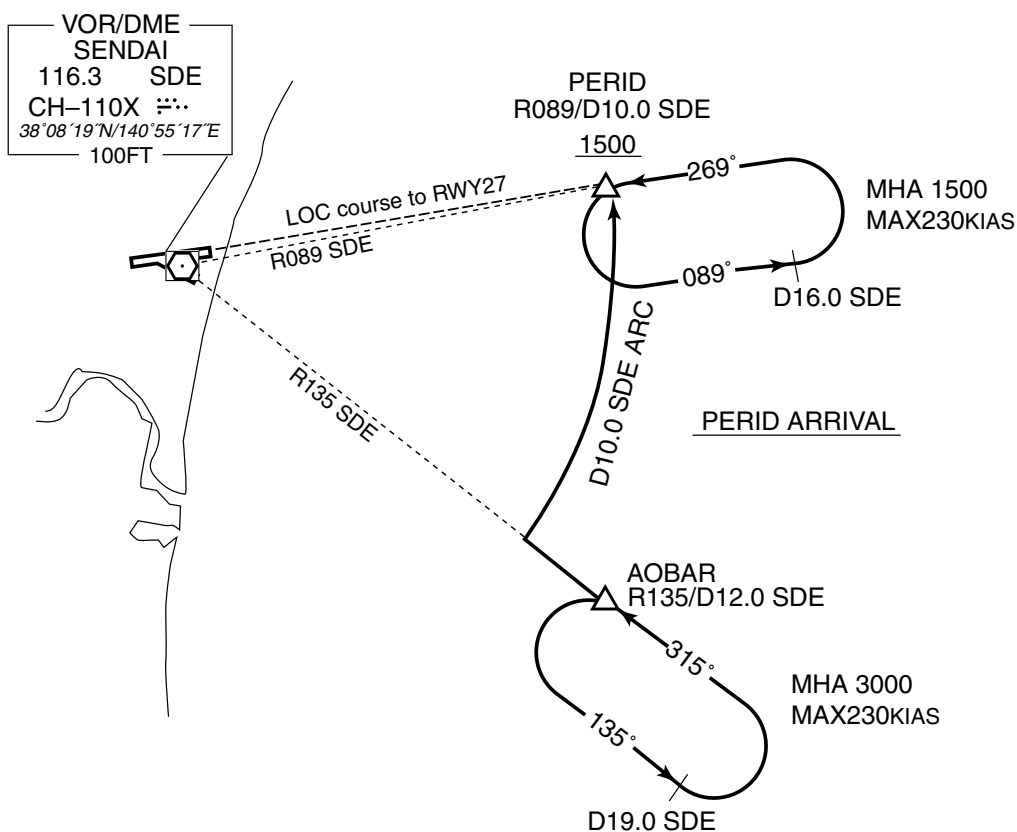 VOR/DME
SENDAI
116.3 SDE
CH–110X
38°08´19˝N/140°55´17˝E
100FT
PERID
R089/D10.0 SDE
1500
269°
MHA 1500
MAX230KIAS
LOC course to RWY27
R089 SDE
089°
D16.0 SDE
R135 SDE
D10.0 SDE ARC
PERID ARRIVAL
AOBAR
R135/D12.0 SDE
315°
MHA 3000
MAX230KIAS
135°
D19.0 SDE